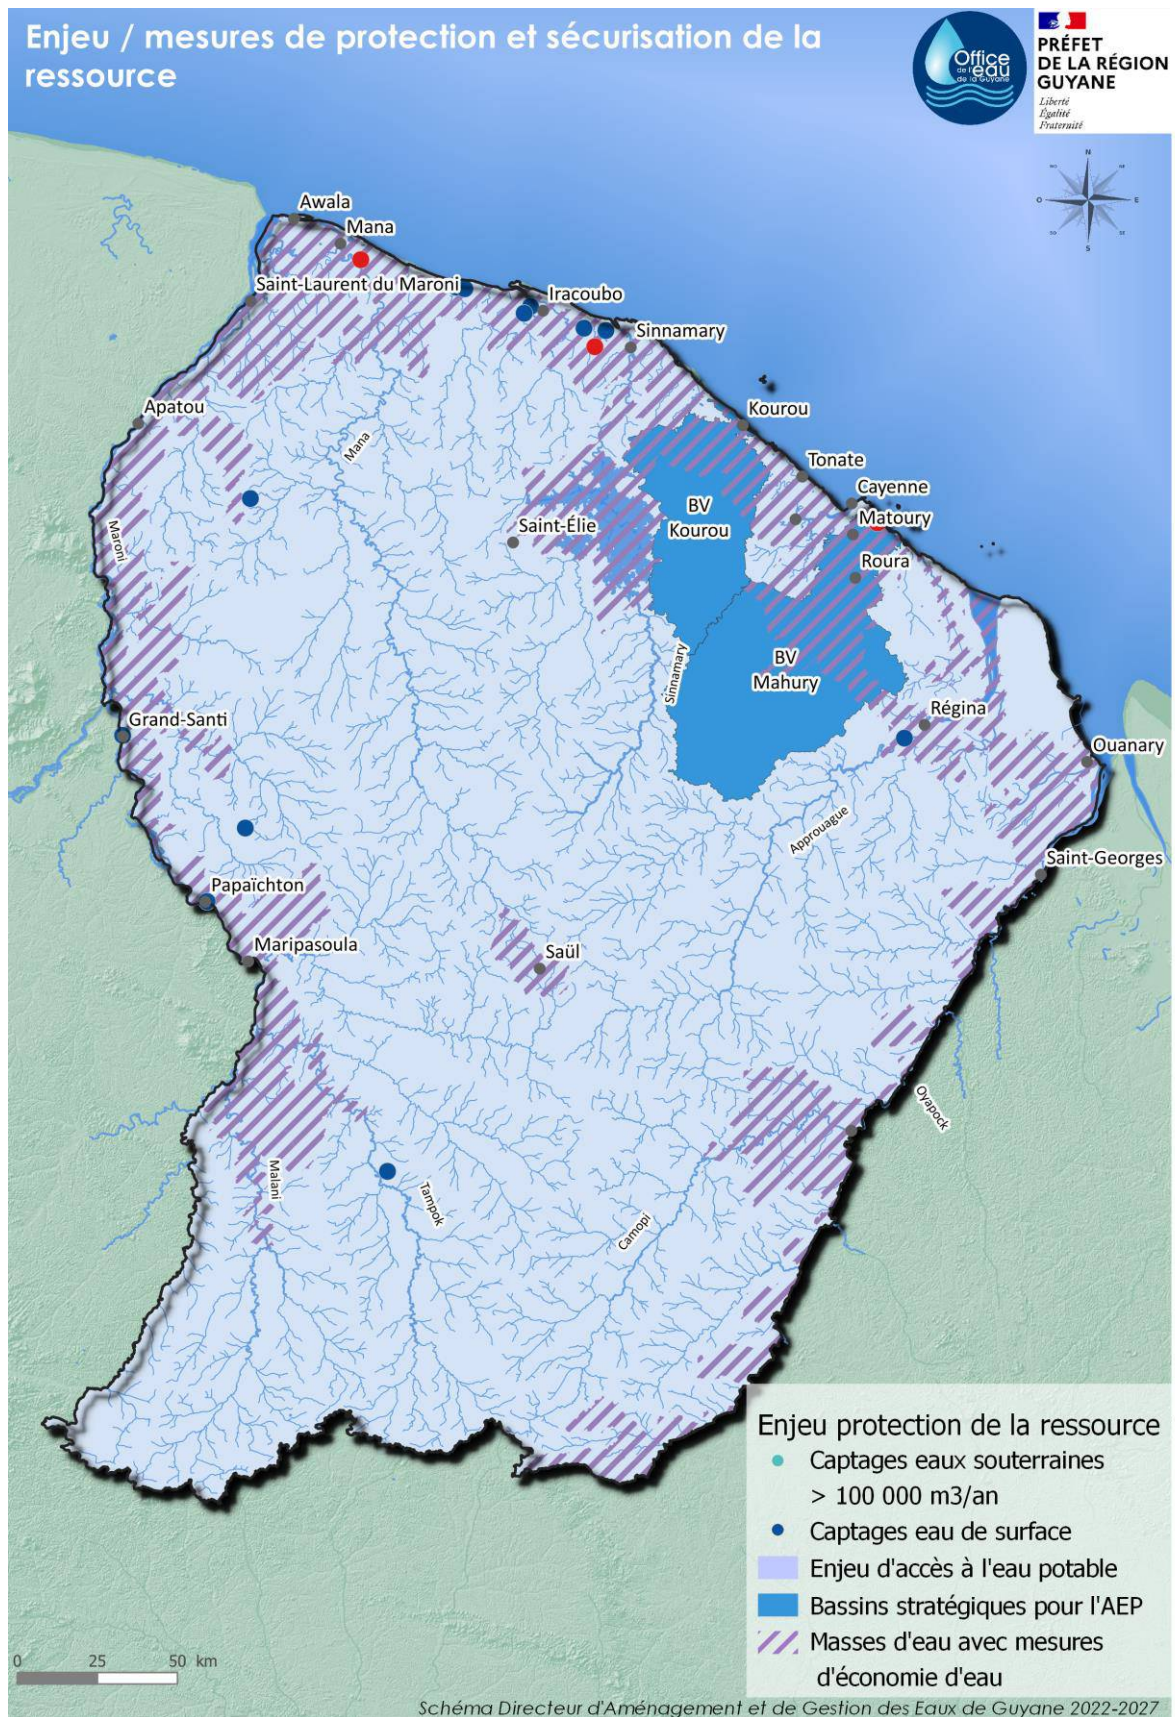 Enjeu / mesures de protection et sécurisation de la
ressource
Office
de l'eau
de la Guyane
PRÉFET
DE LA RÉGION
GUYANE
Liberté
Égalité
Fraternité
N
NO
NE
O
E
SO
SE
S
Awala
Mana
Saint-Laurent du Maroni
Iracoubo
Sinnamary
Apatou
Mana
Kourou
Tonate
Cayenne
Matoury
BV
Kourou
Saint-Élie
Maroni
Roura
Sinnamary
BV
Mahury
Grand-Santi
Régina
Ouanary
Approuague
Saint-Georges
Papaïchton
Maripasoula
Saül
Oyapock
Malani
Tampok
Camopi
Enjeu protection de la ressource
Captages eaux souterraines
> 100 000 m3/an
Captages eau de surface
Enjeu d'accès à l'eau potable
Bassins stratégiques pour l'AEP
Masses d'eau avec mesures
d'économie d'eau
0 25 50 km
Schéma Directeur d'Aménagement et de Gestion des Eaux de Guyane 2022-2027